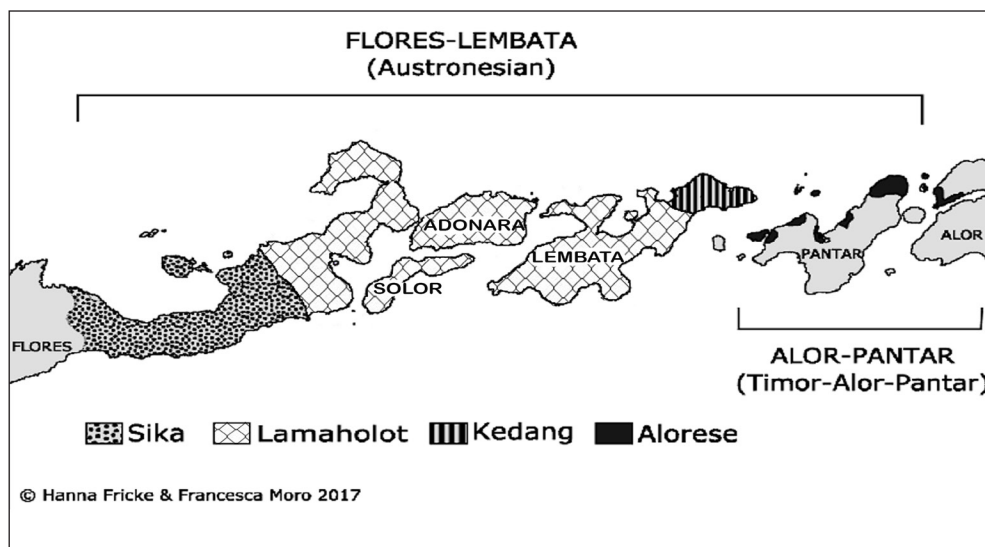 FLORES-LEMBATA
(Austronesian)
ADONARA
ALOR
PANTAR
LEMBATA
SOLOR
FLORES
ALOR-PANTAR
(Timor-Alor-Pantar)
Sika Lamaholot Kedang Alorese
© Hanna Fricke & Francesca Moro 2017